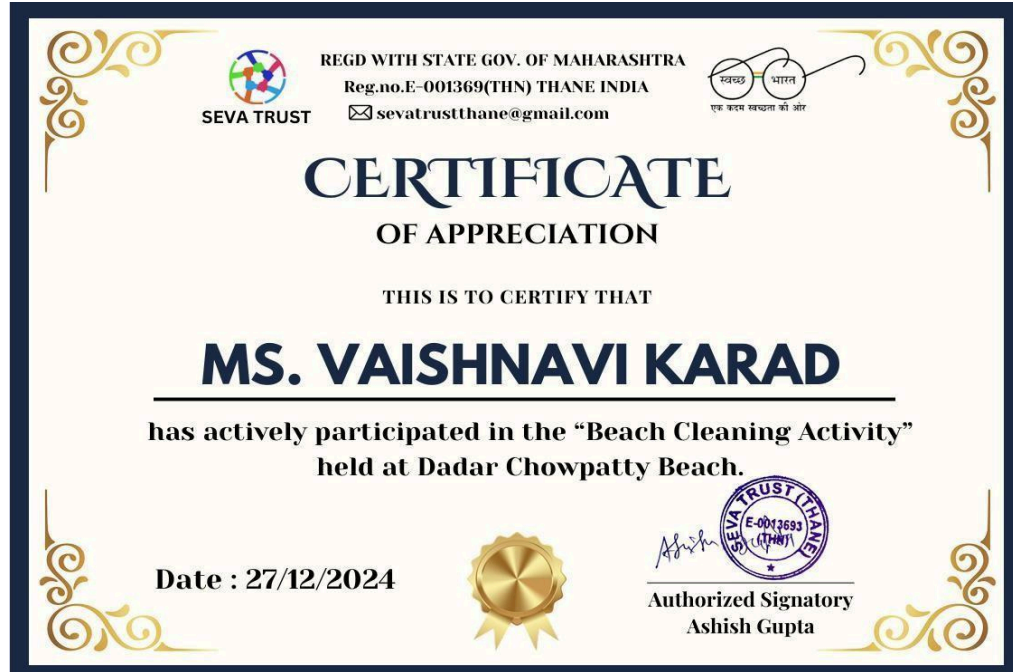 REGD WITH STATE GOV. OF MAHARASHTRA
Reg.no.E-001369(THN) THANE INDIA
sevatrustthane@gmail.com
SEVA TRUST
स्वच्छ भारत
एक कदम स्वच्छता की ओर
CERTIFICATE
OF APPRECIATION
THIS IS TO CERTIFY THAT
MS. VAISHNAVI KARAD
has actively participated in the “Beach Cleaning Activity”
held at Dadar Chowpatty Beach.
SEVA TRUST (THANE)
E-0013693
(THN)
Date : 27/12/2024
Authorized Signatory
Ashish Gupta